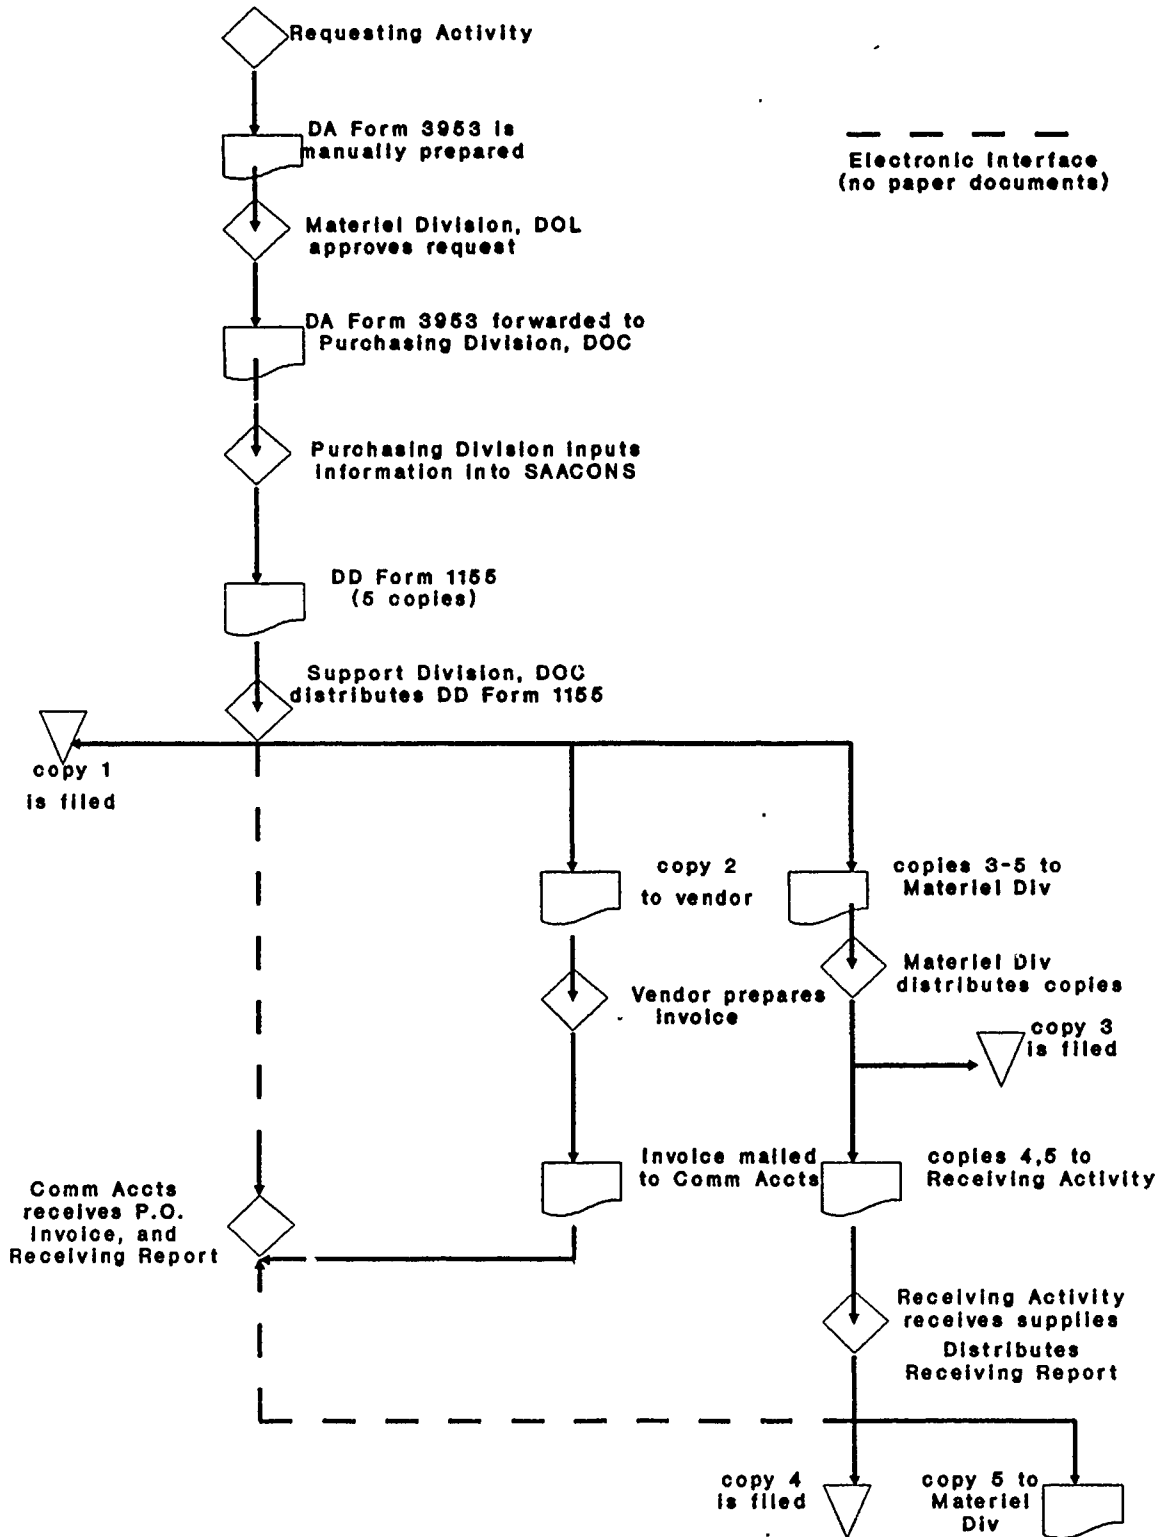 Requesting Activity
DA Form 3953 is
manually prepared
Electronic Interface
(no paper documents)
Materiel Division, DOL
approves request
DA Form 3953 forwarded to
Purchasing Division, DOC
Purchasing Division inputs
information into SAACONS
DD Form 1155
(5 copies)
Support Division, DOC
distributes DD Form 1155
copy 1
is filed
copy 2
to vendor
copies 3-5 to
Materiel Div
Materiel Div
distributes copies
Vendor prepares
invoice
copy 3
is filed
Invoice mailed
to Comm Accts
copies 4,5 to
Receiving Activity
Comm Accts
receives P.O.
Invoice, and
Receiving Report
Receiving Activity
receives supplies
Distributes
Receiving Report
copy 4
is filed
copy 5 to
Materiel
Div